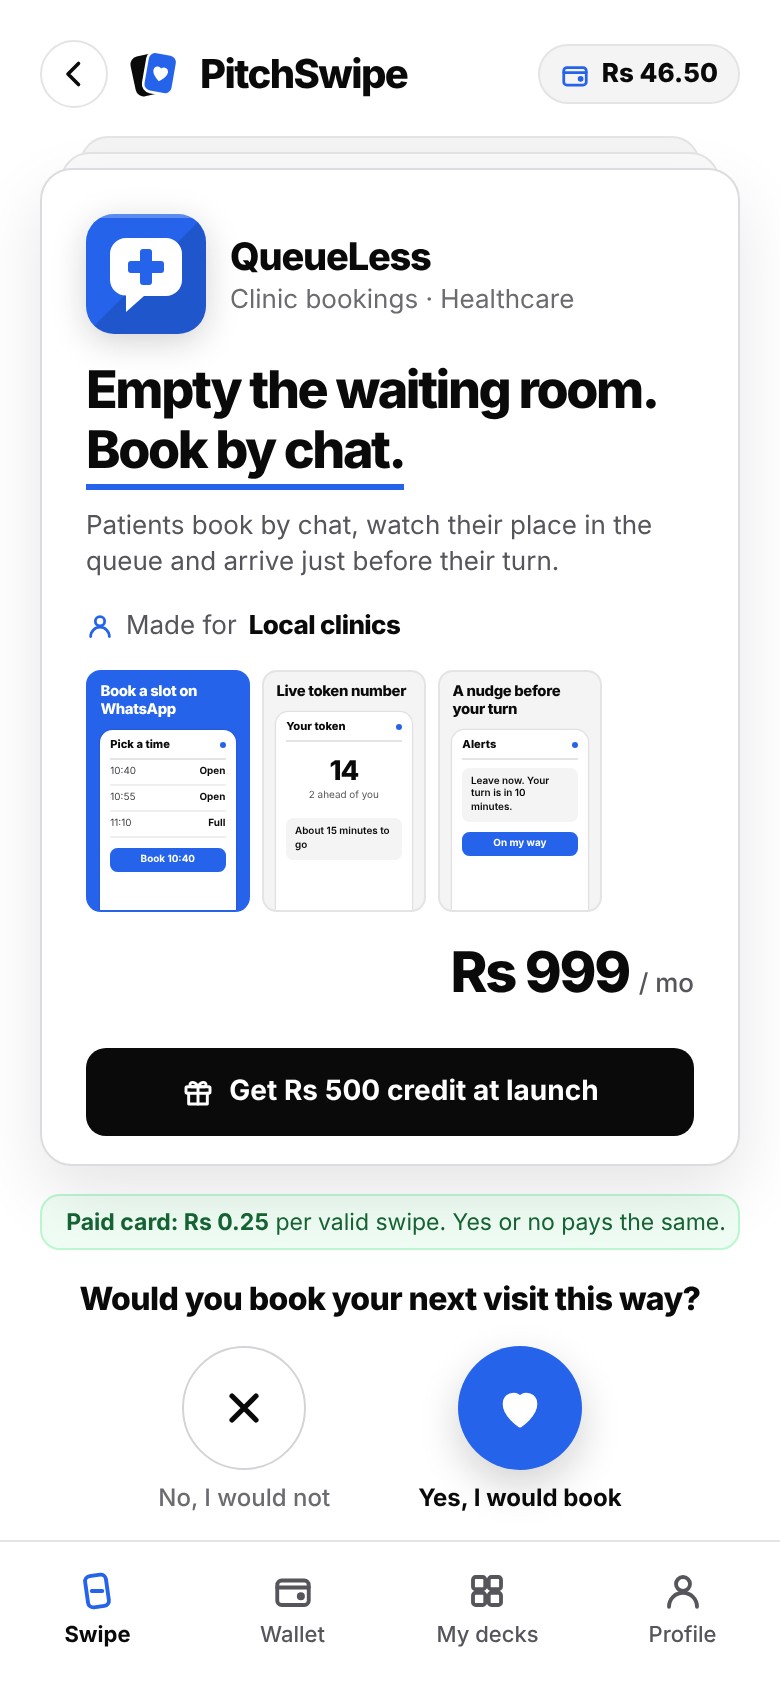 PitchSwipe
Rs 46.50
QueueLess
Clinic bookings · Healthcare
Empty the waiting room.
Book by chat.
Patients book by chat, watch their place in the
queue and arrive just before their turn.
Made for Local clinics
Book a slot on
WhatsApp
Pick a time
10:40 Open
10:55 Open
11:10 Full
Book 10:40
Live token number
Your token
14
2 ahead of you
About 15 minutes to
go
A nudge before
your turn
Alerts
Leave now. Your
turn is in 10
minutes.
On my way
Rs 999 / mo
Get Rs 500 credit at launch
Paid card: Rs 0.25 per valid swipe. Yes or no pays the same.
Would you book your next visit this way?
No, I would not
Yes, I would book
Swipe
Wallet
My decks
Profile